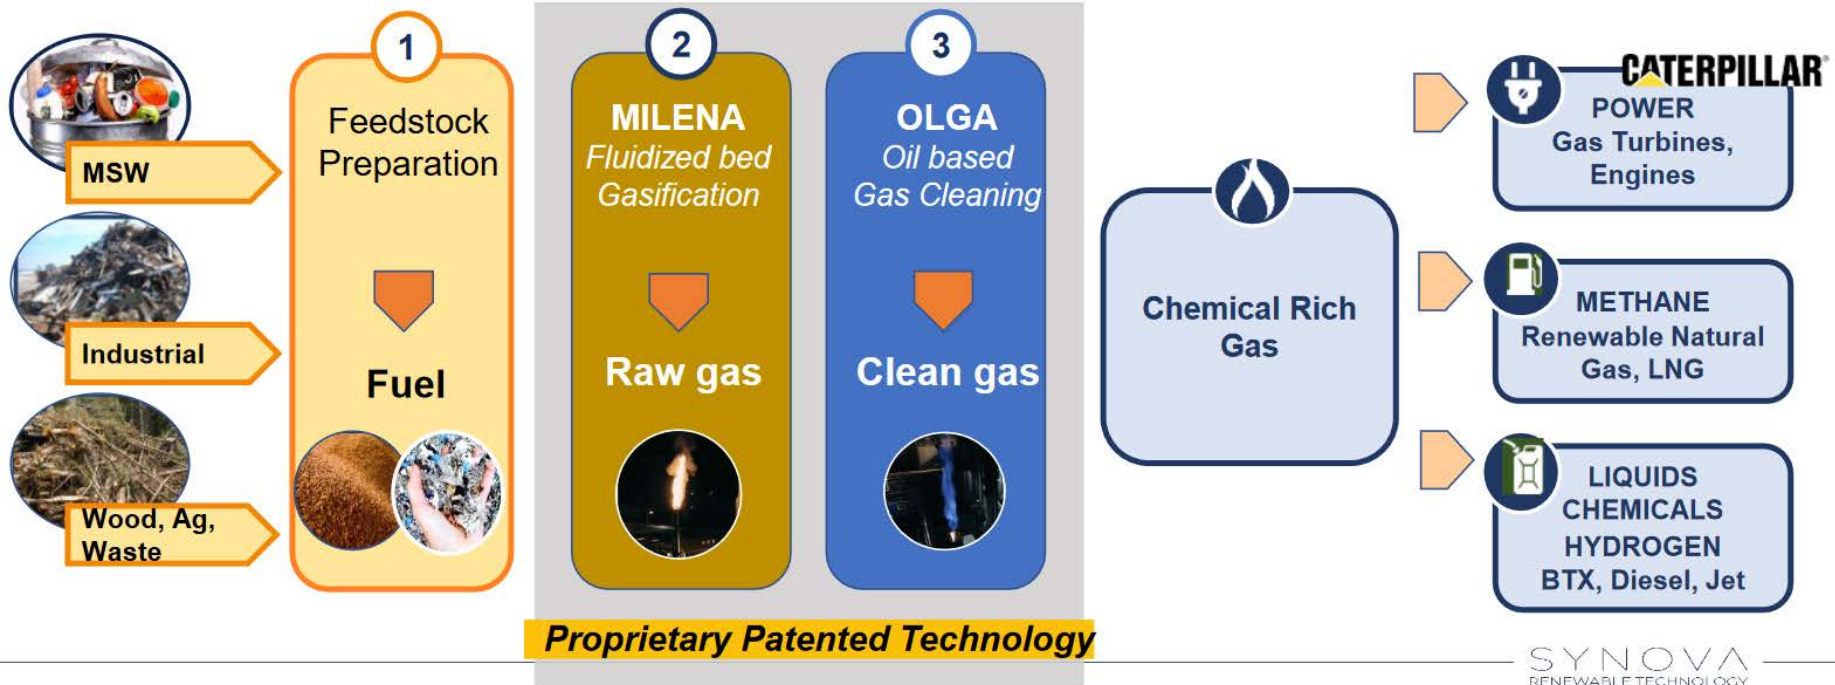 MSW
Industrial
Wood, Ag,
Waste
1
Feedstock
Preparation
Fuel
2
MILENA
Fluidized bed
Gasification
Raw gas
3
OLGA
Oil based
Gas Cleaning
Clean gas
Proprietary Patented Technology
Chemical Rich
Gas
CATERPILLAR®
POWER
Gas Turbines,
Engines
METHANE
Renewable Natural
Gas, LNG
LIQUIDS
CHEMICALS
HYDROGEN
BTX, Diesel, Jet
SYNOVA
RENEWABLE TECHNOLOGY